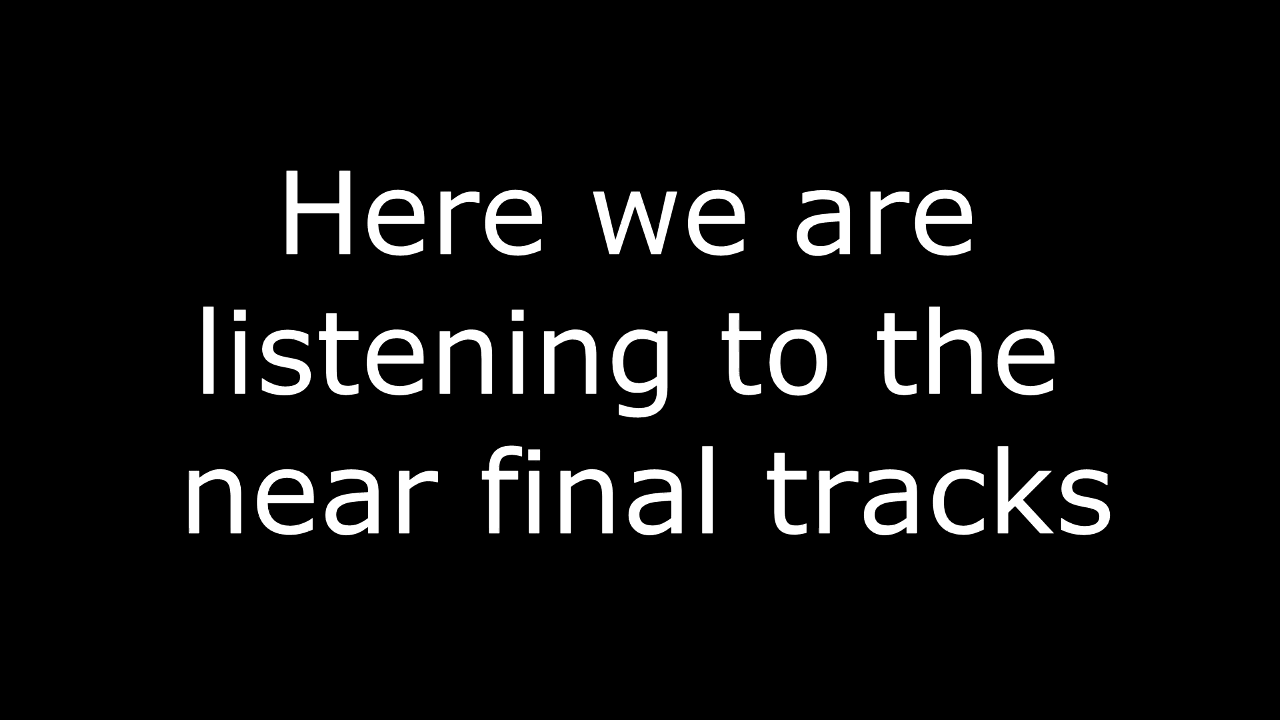 Here we are
listening to the
near final tracks